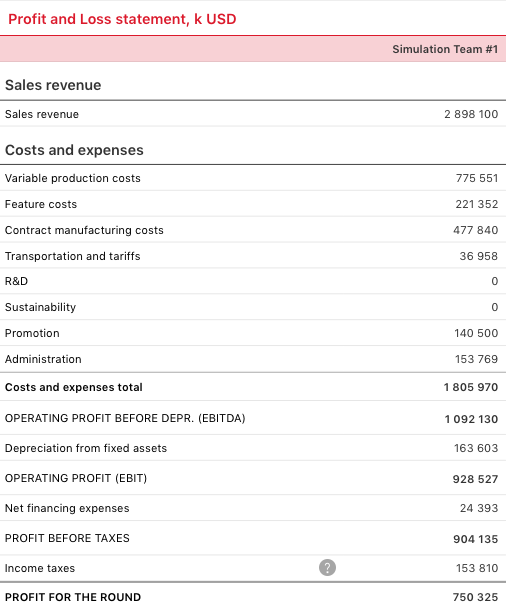 Profit and Loss statement, k USD
Simulation Team #1
Sales revenue
Sales revenue 2 898 100
Costs and expenses
Variable production costs 775 551
Feature costs 221 352
Contract manufacturing costs 477 840
Transportation and tariffs 36 958
R&D 0
Sustainability 0
Promotion 140 500
Administration 153 769
Costs and expenses total 1 805 970
OPERATING PROFIT BEFORE DEPR. (EBITDA) 1 092 130
Depreciation from fixed assets 163 603
OPERATING PROFIT (EBIT) 928 527
Net financing expenses 24 393
PROFIT BEFORE TAXES 904 135
Income taxes ? 153 810
PROFIT FOR THE ROUND 750 325